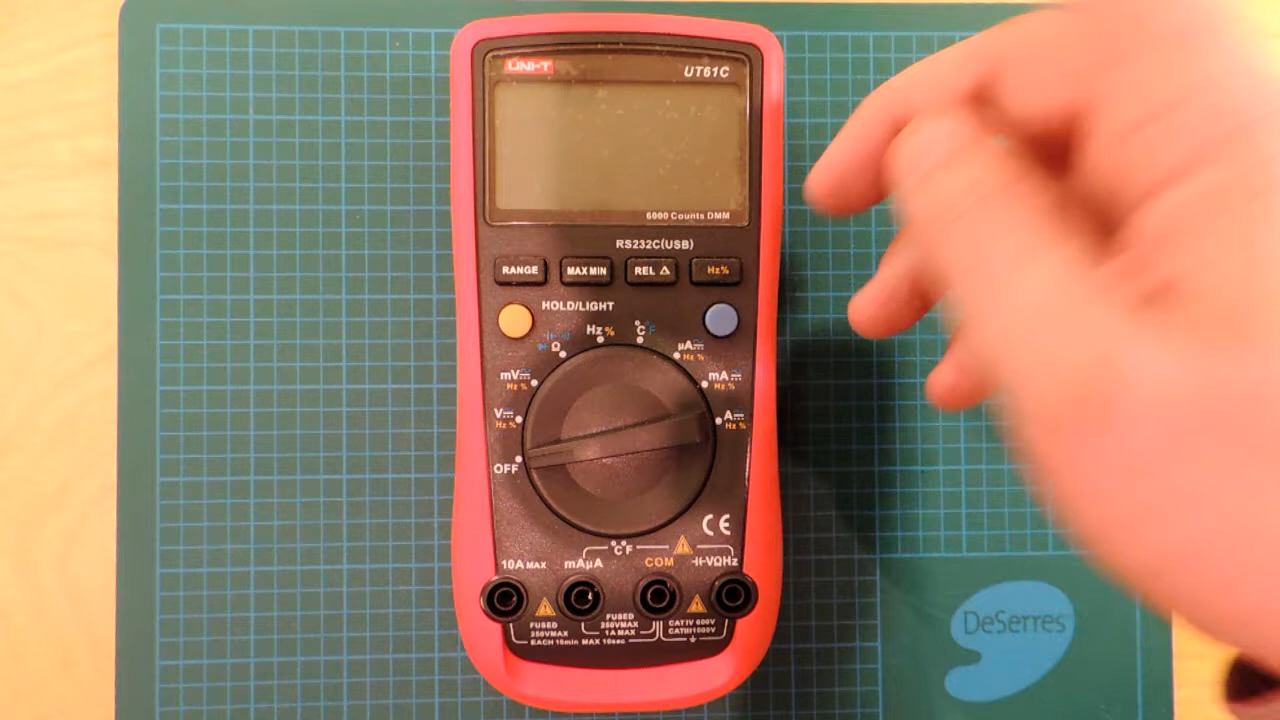 UNI-T
UT61C
6000 Counts DMM
RS232C(USB)
RANGE
MAX MIN
REL Δ
Hz%
HOLD/LIGHT
Ω
Hz %
°C °F
mV
Hz %
μA
Hz %
mA
Hz %
V
Hz %
A
Hz %
OFF
CE
°C °F
10A MAX
mAμA
COM
VΩHz
FUSED
250VMAX
FUSED
250VMAX
1A MAX
CATIV 600V
CATIII1000V
EACH 15min MAX 10sec
DeSerres